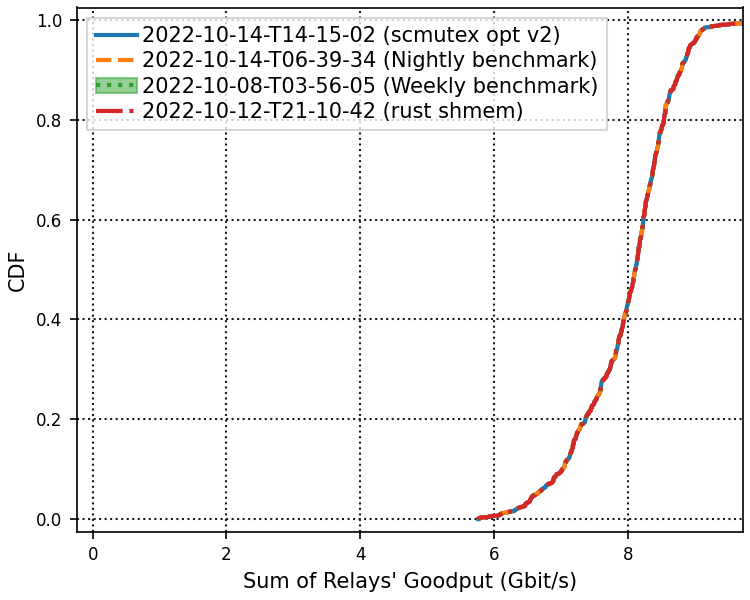 2022-10-14-T14-15-02 (scmutex opt v2)
2022-10-14-T06-39-34 (Nightly benchmark)
2022-10-08-T03-56-05 (Weekly benchmark)
2022-10-12-T21-10-42 (rust shmem)
1.0
0.8
0.6
0.4
0.2
0.0
CDF
0 2 4 6 8
Sum of Relays' Goodput (Gbit/s)